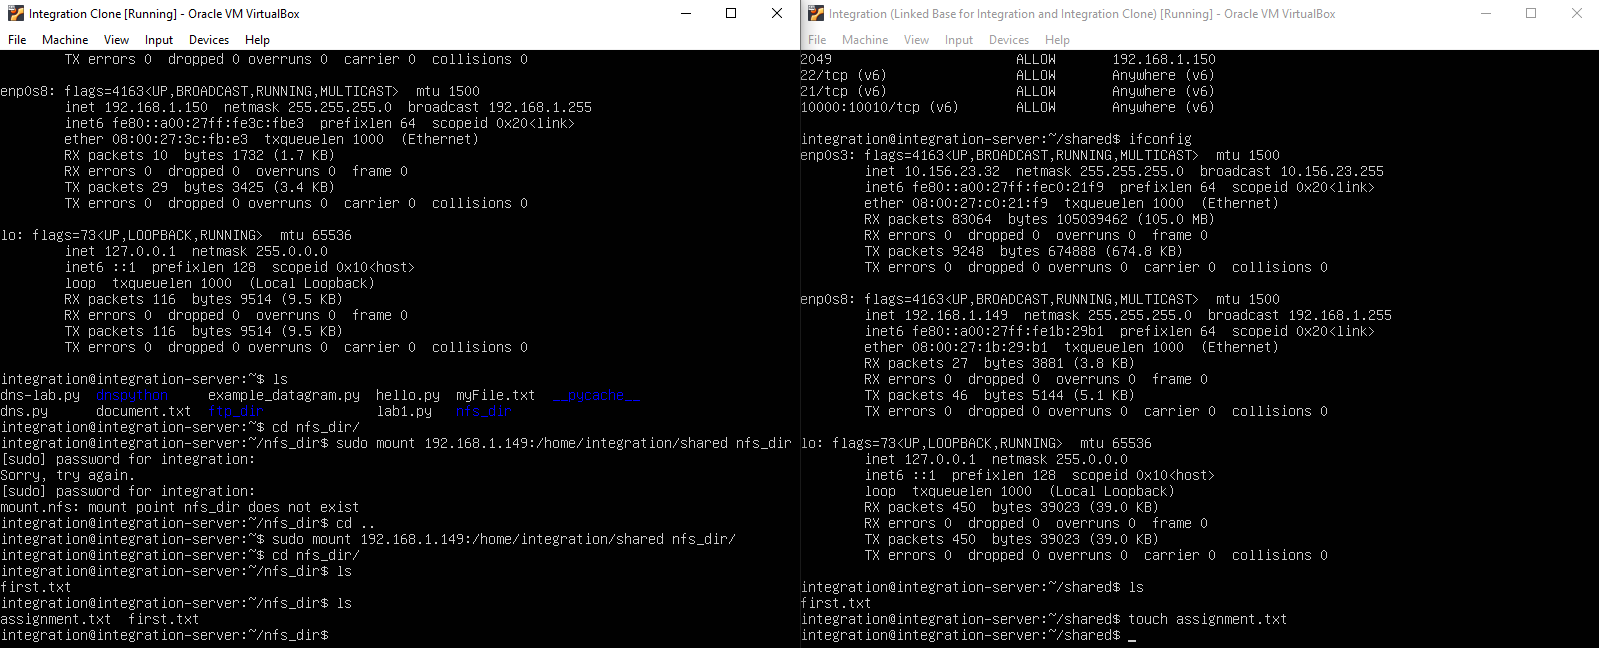 Integration Clone [Running] - Oracle VM VirtualBox
File Machine View Input Devices Help
TX errors 0  dropped 0 overruns 0  carrier 0  collisions 0
enp0s8: flags=4163<UP,BROADCAST,RUNNING,MULTICAST>  mtu 1500
inet 192.168.1.150  netmask 255.255.255.0  broadcast 192.168.1.255
inet6 fe80::a00:27ff:fe3c:fbe3  prefixlen 64  scopeid 0x20<link>
ether 08:00:27:3c:fb:e3  txqueuelen 1000  (Ethernet)
RX packets 10  bytes 1732 (1.7 KB)
RX errors 0  dropped 0  overruns 0  frame 0
TX packets 29  bytes 3425 (3.4 KB)
TX errors 0  dropped 0 overruns 0  carrier 0  collisions 0
lo: flags=73<UP,LOOPBACK,RUNNING>  mtu 65536
inet 127.0.0.1  netmask 255.0.0.0
inet6 ::1  prefixlen 128  scopeid 0x10<host>
loop  txqueuelen 1000  (Local Loopback)
RX packets 116  bytes 9514 (9.5 KB)
RX errors 0  dropped 0  overruns 0  frame 0
TX packets 116  bytes 9514 (9.5 KB)
TX errors 0  dropped 0 overruns 0  carrier 0  collisions 0
integration@integration-server:~$ ls
dns-lab.py  dnspython     example_datagram.py  hello.py  myFile.txt  __pycache__
dns.py      document.txt  ftp_dir              lab1.py   nfs_dir
integration@integration-server:~$ cd nfs_dir/
integration@integration-server:~/nfs_dir$ sudo mount 192.168.1.149:/home/integration/shared nfs_dir
[sudo] password for integration:
Sorry, try again.
[sudo] password for integration:
mount.nfs: mount point nfs_dir does not exist
integration@integration-server:~/nfs_dir$ cd ..
integration@integration-server:~$ sudo mount 192.168.1.149:/home/integration/shared nfs_dir/
integration@integration-server:~$ cd nfs_dir/
integration@integration-server:~/nfs_dir$ ls
first.txt
integration@integration-server:~/nfs_dir$ ls
assignment.txt  first.txt
integration@integration-server:~/nfs_dir$
Integration (Linked Base for Integration and Integration Clone) [Running] - Oracle VM VirtualBox
File Machine View Input Devices Help
2049                       ALLOW       192.168.1.150
22/tcp (v6)                ALLOW       Anywhere (v6)
21/tcp (v6)                ALLOW       Anywhere (v6)
10000:10010/tcp (v6)       ALLOW       Anywhere (v6)
integration@integration-server:~/shared$ ifconfig
enp0s3: flags=4163<UP,BROADCAST,RUNNING,MULTICAST>  mtu 1500
inet 10.156.23.32  netmask 255.255.255.0  broadcast 10.156.23.255
inet6 fe80::a00:27ff:fec0:21f9  prefixlen 64  scopeid 0x20<link>
ether 08:00:27:c0:21:f9  txqueuelen 1000  (Ethernet)
RX packets 83064  bytes 105039462 (105.0 MB)
RX errors 0  dropped 0  overruns 0  frame 0
TX packets 9248  bytes 674888 (674.8 KB)
TX errors 0  dropped 0 overruns 0  carrier 0  collisions 0
enp0s8: flags=4163<UP,BROADCAST,RUNNING,MULTICAST>  mtu 1500
inet 192.168.1.149  netmask 255.255.255.0  broadcast 192.168.1.255
inet6 fe80::a00:27ff:fe1b:29b1  prefixlen 64  scopeid 0x20<link>
ether 08:00:27:1b:29:b1  txqueuelen 1000  (Ethernet)
RX packets 27  bytes 3881 (3.8 KB)
RX errors 0  dropped 0  overruns 0  frame 0
TX packets 46  bytes 5144 (5.1 KB)
TX errors 0  dropped 0 overruns 0  carrier 0  collisions 0
lo: flags=73<UP,LOOPBACK,RUNNING>  mtu 65536
inet 127.0.0.1  netmask 255.0.0.0
inet6 ::1  prefixlen 128  scopeid 0x10<host>
loop  txqueuelen 1000  (Local Loopback)
RX packets 450  bytes 39023 (39.0 KB)
RX errors 0  dropped 0  overruns 0  frame 0
TX packets 450  bytes 39023 (39.0 KB)
TX errors 0  dropped 0 overruns 0  carrier 0  collisions 0
integration@integration-server:~/shared$ ls
first.txt
integration@integration-server:~/shared$ touch assignment.txt
integration@integration-server:~/shared$ _